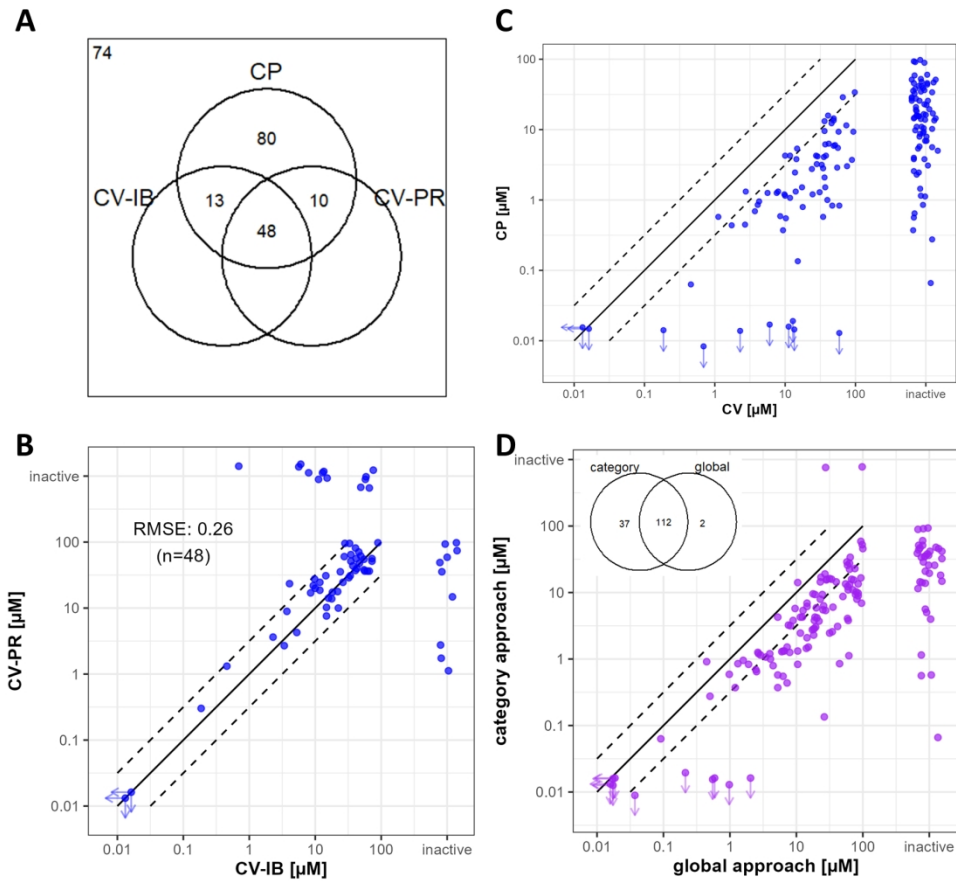 A
74
CP
80
CV-IB
13
10
CV-PR
48
B
CV-PR [µM]
inactive
100
10
1
0.1
0.01
RMSE: 0.26
(n=48)
0.01 0.1 1 10 100 inactive
CV-IB [µM]
C
CP [µM]
100
10
1
0.1
0.01
0.01 0.1 1 10 100 inactive
CV [µM]
D
category approach [µM]
inactive
100
10
1
0.1
0.01
category global
37 112 2
0.01 0.1 1 10 100 inactive
global approach [µM]